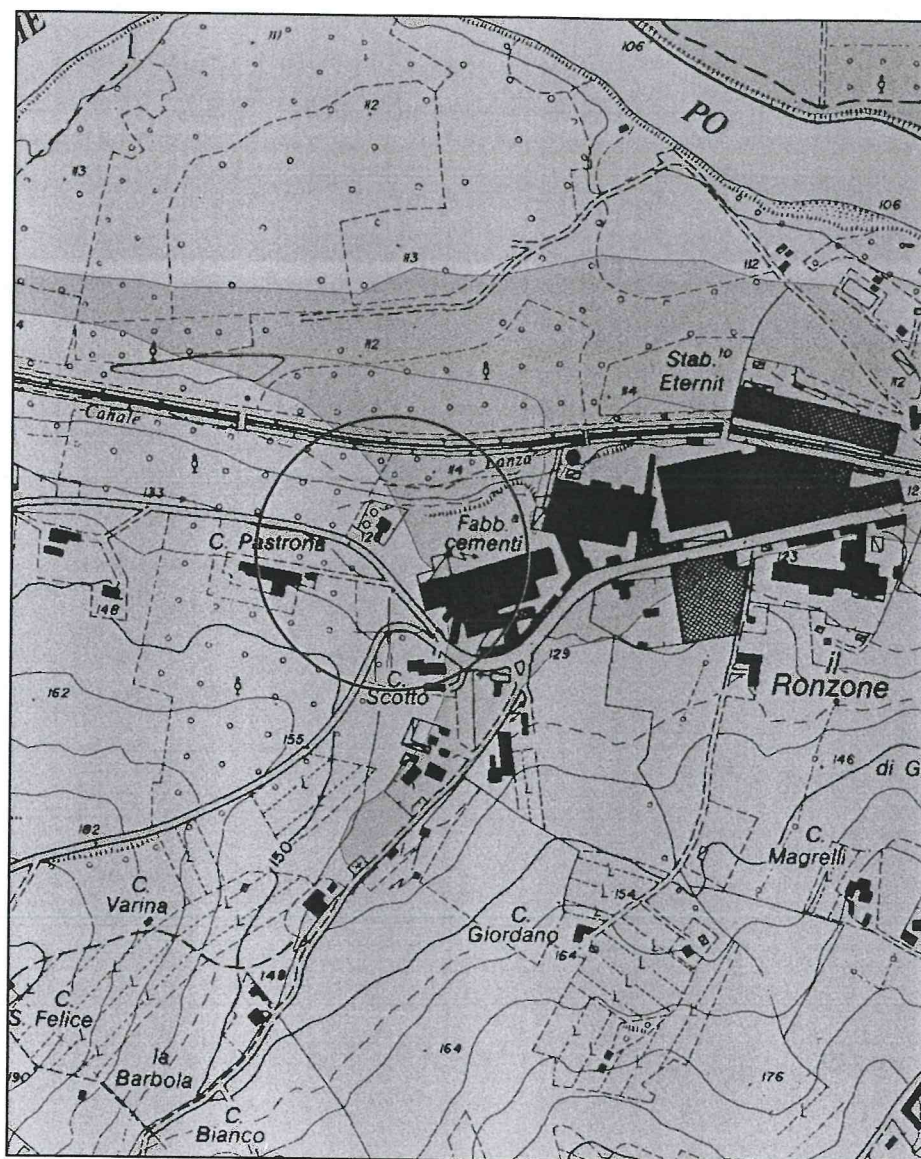 111
106
112
PO
113
113
106
112
112
Stab.
Eternit
10
114
112
Canale
Lanza
114
133
C. Pastrona
Fabb.
cementi
123
148
129
C.
Scotto
il
Ronzone
162
155
146
di G
182
150
C.
Magrelli
C.
Varina
154
C.
Giordano
164
148
C.
S. Felice
la
Barbola
164
176
190
C.
Bianco